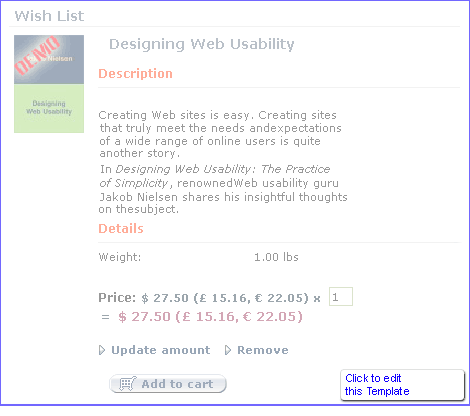 Wish List
DEMO
Nielsen
Designing
Web Usability
Designing Web Usability
Description
Creating Web sites is easy. Creating sites
that truly meet the needs andexpectations
of a wide range of online users is quite
another story.
In Designing Web Usability: The Practice
of Simplicity, renownedWeb usability guru
Jakob Nielsen shares his insightful thoughts
on thesubject.
Details
Weight: 1.00 lbs
Price: $ 27.50 (£ 15.16, € 22.05) x 1
= $ 27.50 (£ 15.16, € 22.05)
Update amount Remove
Add to cart
Click to edit
this Template